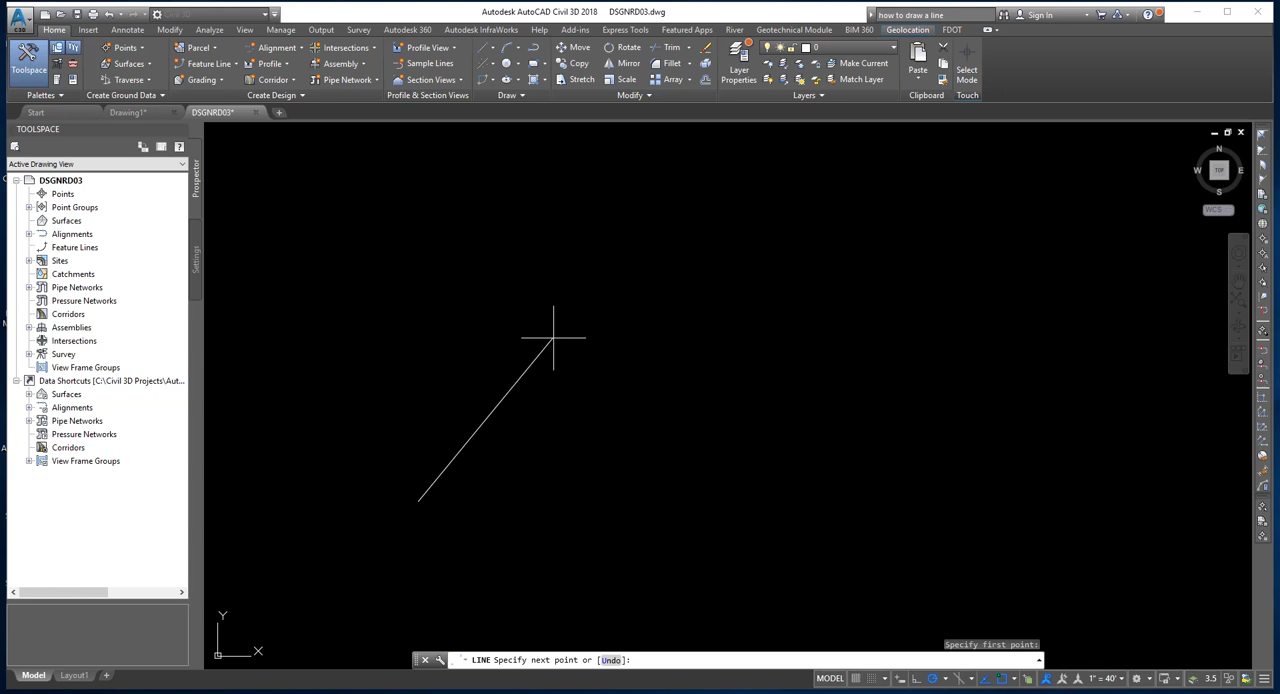 Autodesk AutoCAD Civil 3D 2018 DSGNRD03.dwg
how to draw a line
Sign In
C3D
Home Insert Annotate Modify Analyze View Manage Output Survey Autodesk 360 Autodesk InfraWorks Help Add-ins Express Tools Featured Apps River Geotechnical Module BIM 360 Geolocation FDOT
Points Parcel Alignment Intersections Profile View Move Rotate Trim 0
Toolspace Surfaces Feature Line Profile Assembly Sample Lines Copy Mirror Fillet Layer Properties Make Current Paste Select Mode
Traverse Grading Corridor Pipe Network Section Views Stretch Scale Array Match Layer
Palettes Create Ground Data Create Design Profile & Section Views Draw Modify Layers Clipboard Touch
Start Drawing1* DSGNRD03*
TOOLSPACE
Active Drawing View
Prospector
Settings
DSGNRD03
Points
Point Groups
Surfaces
Alignments
Feature Lines
Sites
Catchments
Pipe Networks
Pressure Networks
Corridors
Assemblies
Intersections
Survey
View Frame Groups
Data Shortcuts [C:\Civil 3D Projects\Aut...
Surfaces
Alignments
Pipe Networks
Pressure Networks
Corridors
View Frame Groups
N
W TOP E
S
WCS
Y
X
Specify first point:
LINE Specify next point or [Undo]:
Model Layout1 +
MODEL 1" = 40' 3.5